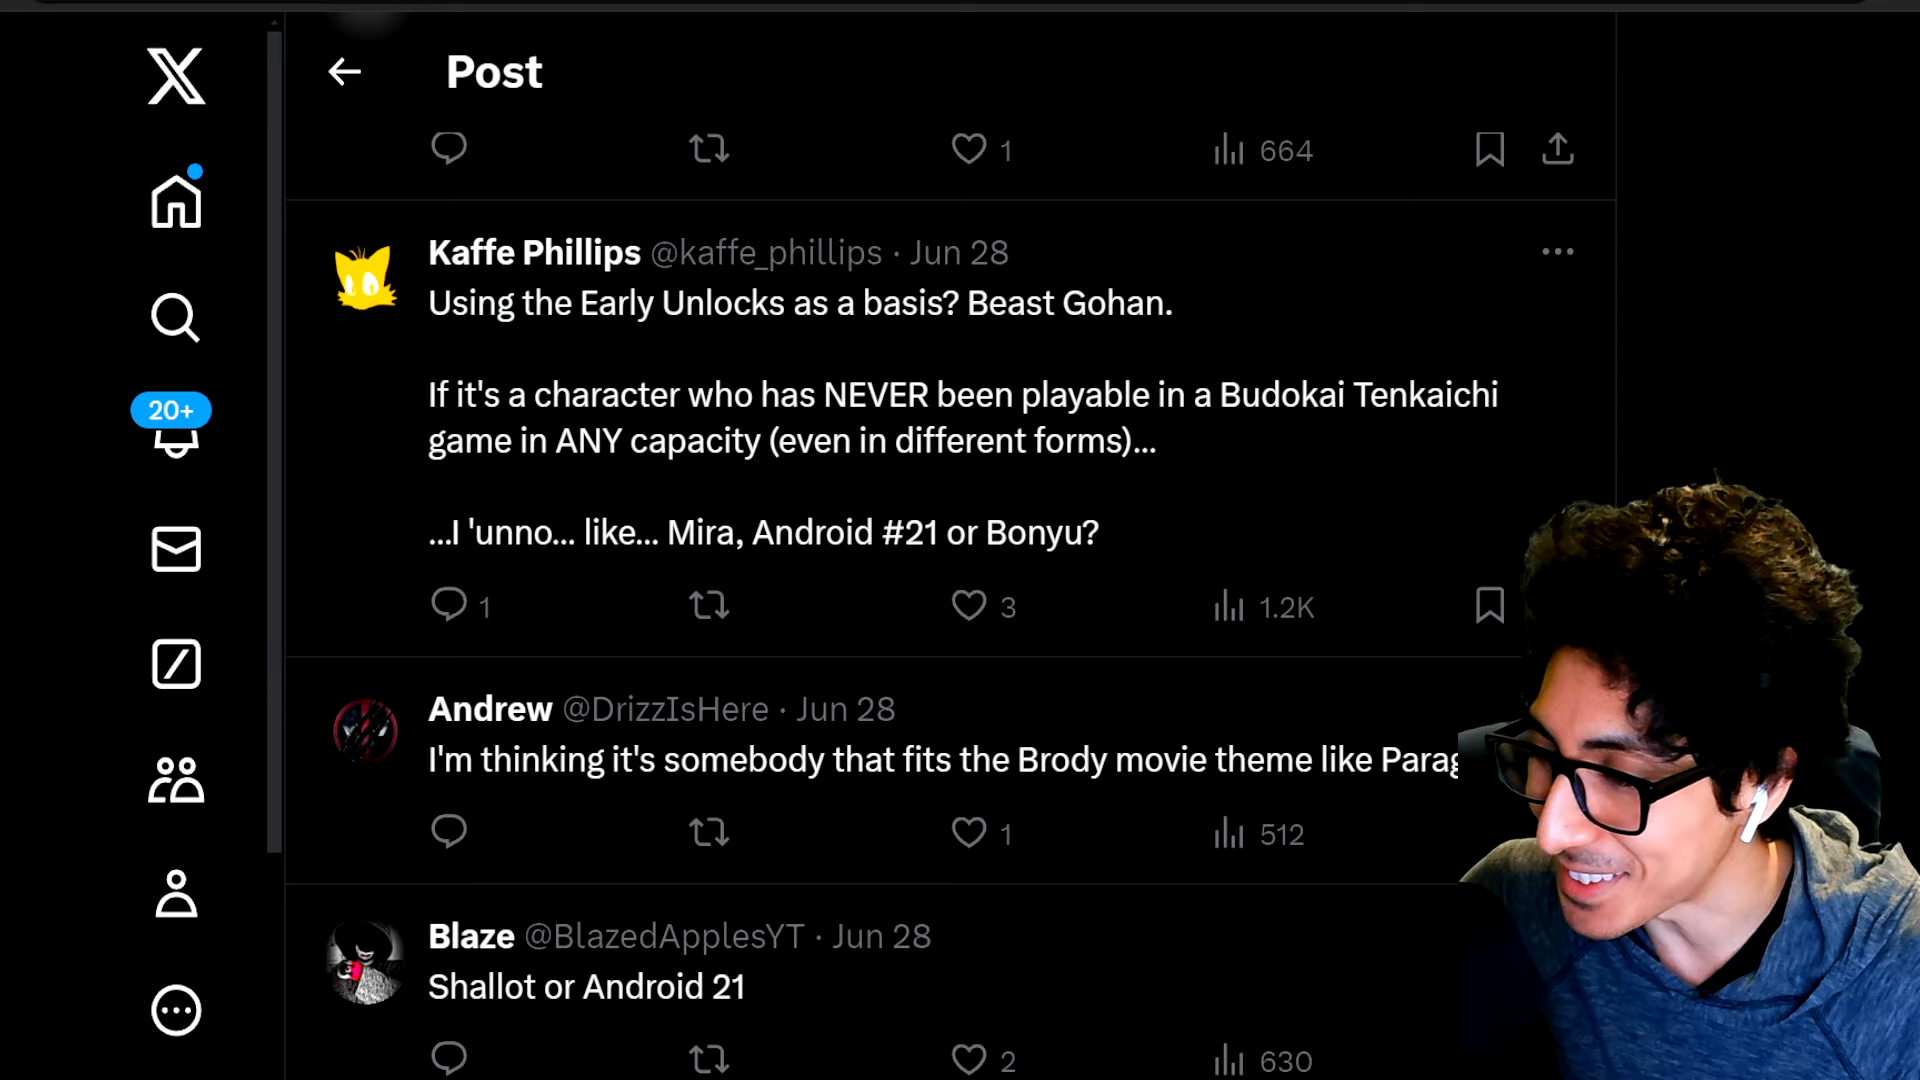 Post
1 664
Kaffe Phillips @kaffe_phillips · Jun 28
Using the Early Unlocks as a basis? Beast Gohan.
If it's a character who has NEVER been playable in a Budokai Tenkaichi
game in ANY capacity (even in different forms)...
20+
...I 'unno... like... Mira, Android #21 or Bonyu?
1 3 1.2K
Andrew @DrizzIsHere · Jun 28
I'm thinking it's somebody that fits the Brody movie theme like
1 512
Blaze @BlazedApplesYT · Jun 28
Shallot or Android 21
2 630